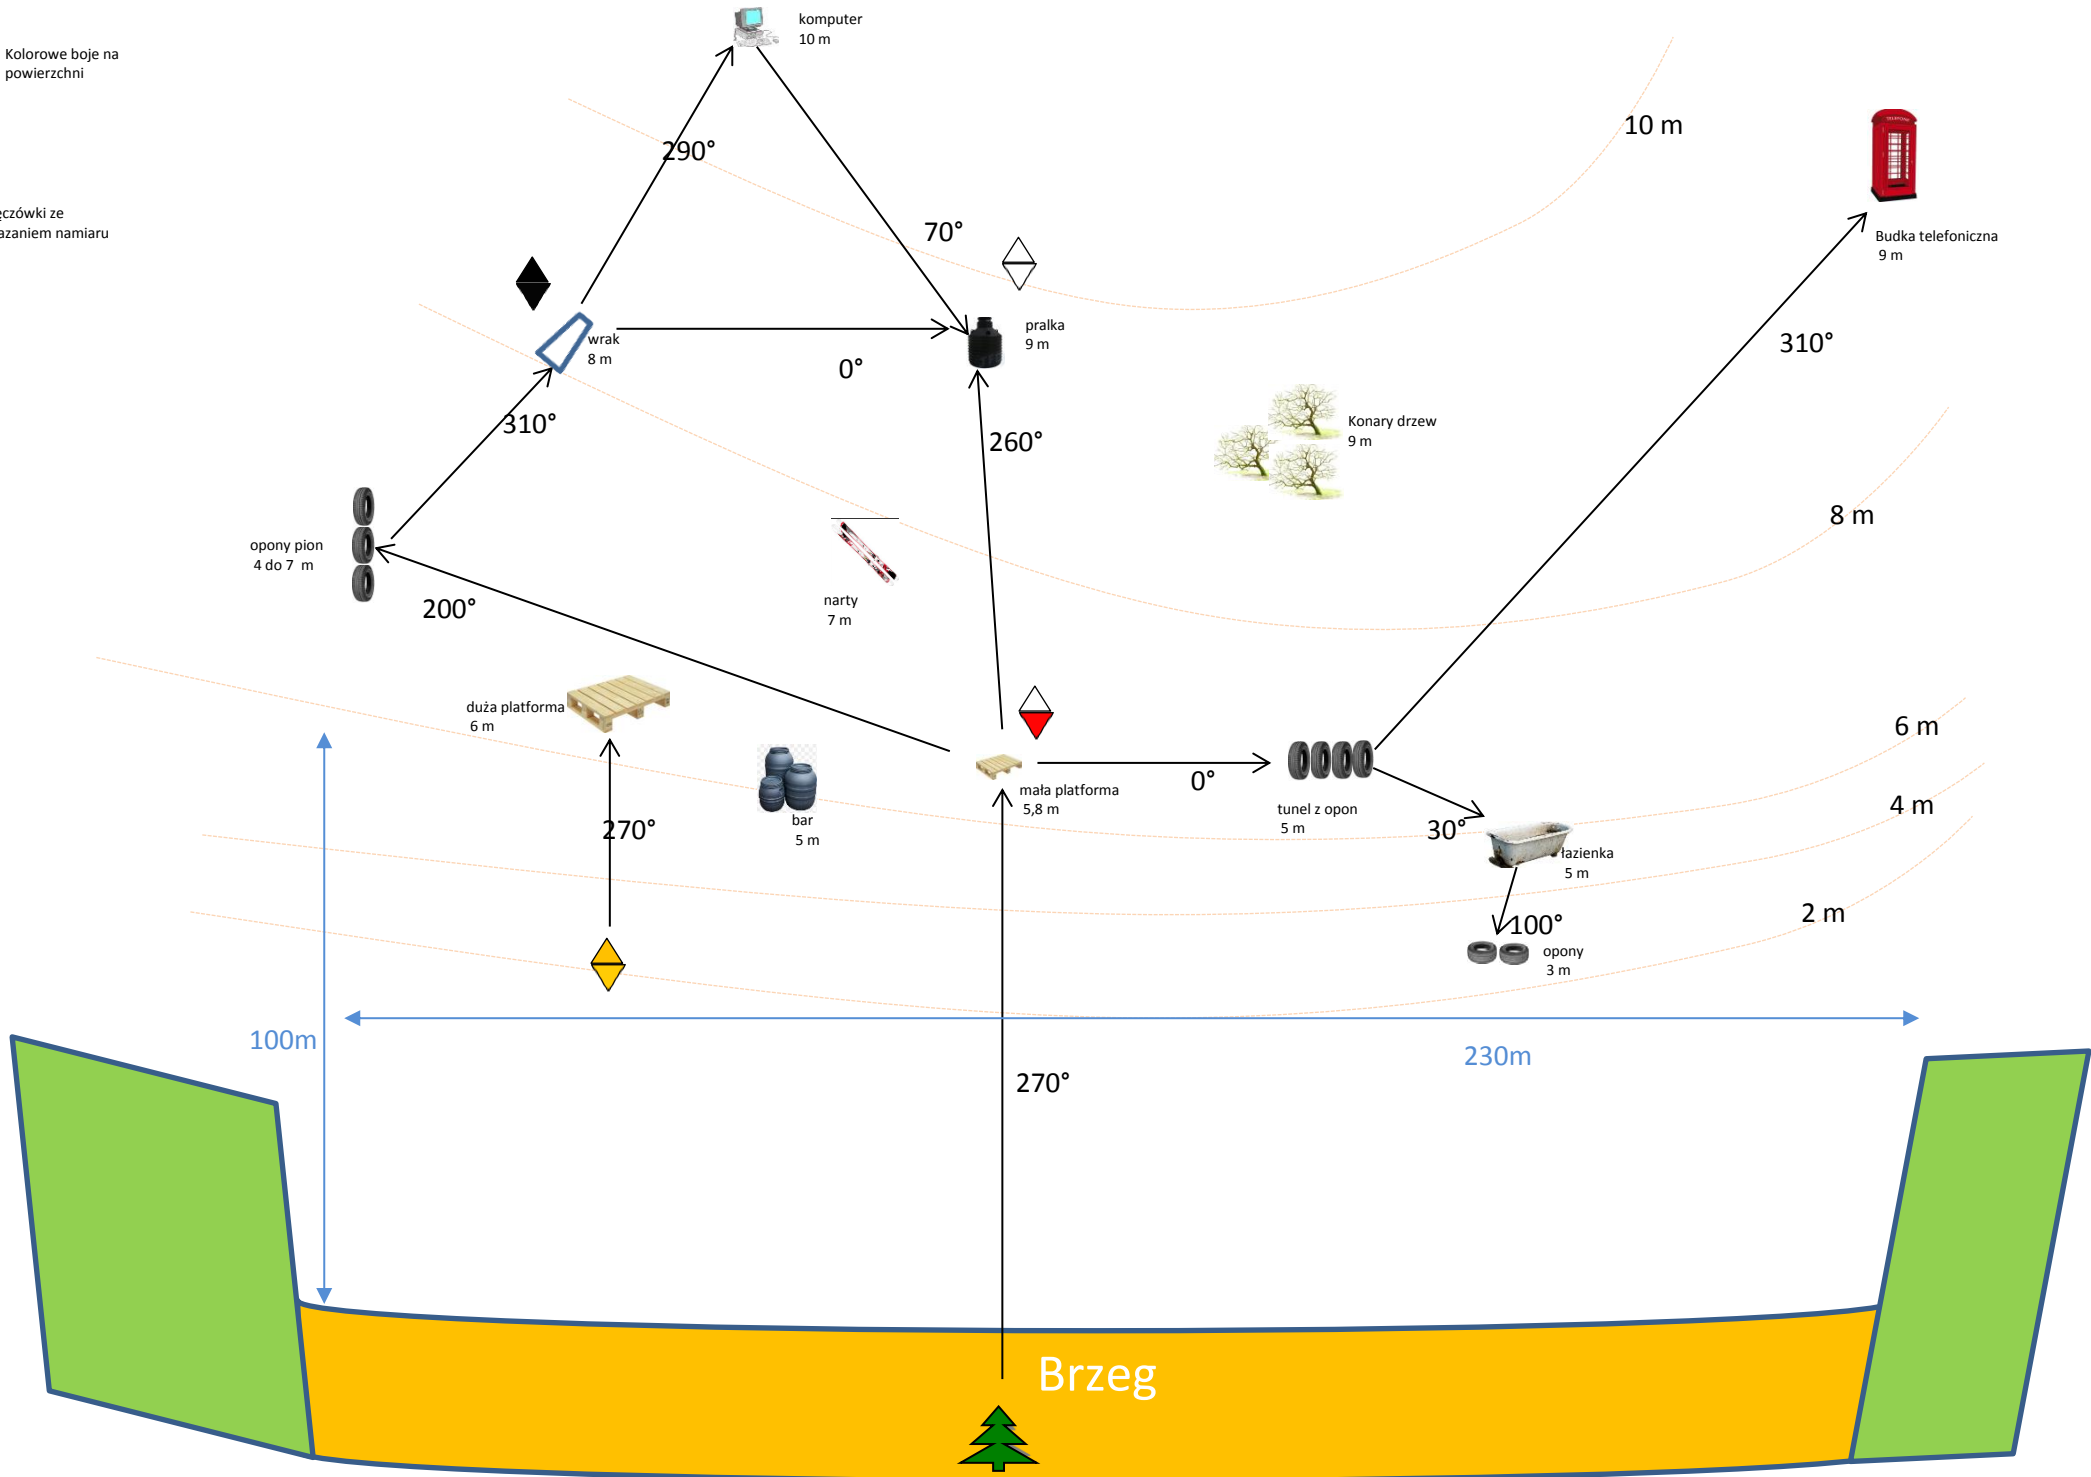 komputer
10 m
Kolorowe boje na
powierzchni
10 m
290°
TELEPHONE
70°
Budka telefoniczna
9 m
namiaru
wrak
8 m
pralka
9 m
0°
310°
310°
260°
Konary drzew
9 m
8 m
opony pion
4 do 7 m
200°
narty
7 m
duża platforma
6 m
6 m
0°
mała platforma
5,8 m
tunel z opon
5 m
4 m
270°
bar
5 m
30°
łazienka
5 m
2 m
100°
opony
3 m
100m
230m
270°
Brzeg